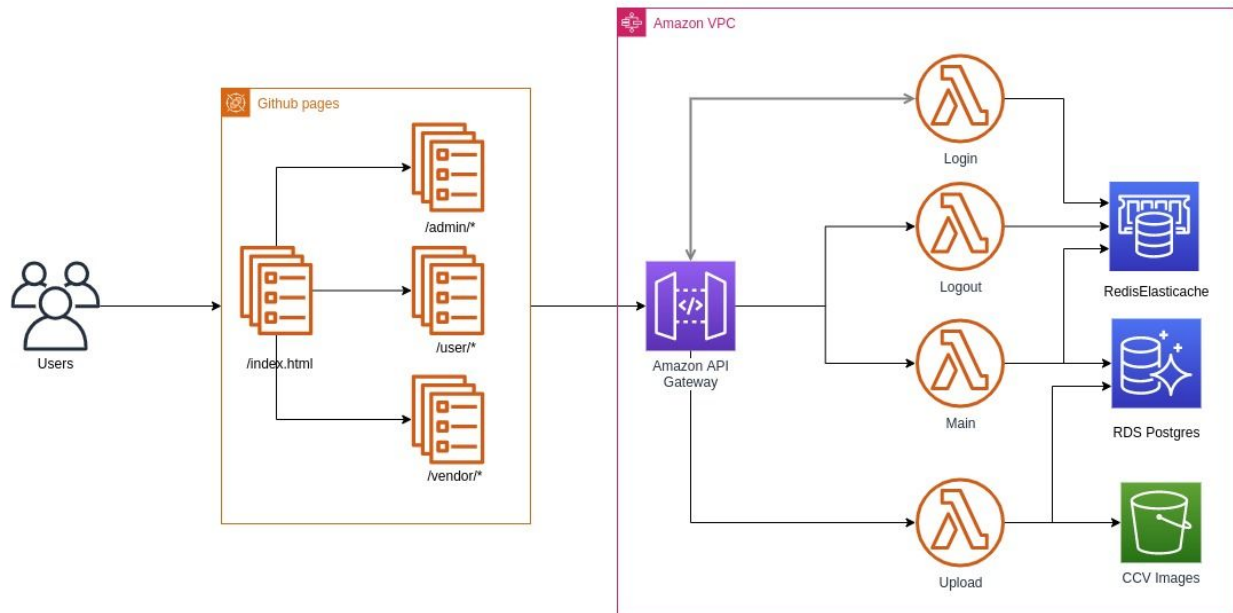 Amazon VPC
Github pages
Login
/admin/*
Logout
RedisElasticache
Users
/index.html
/user/*
Amazon API
Gateway
</>
Main
RDS Postgres
/vendor/*
Upload
CCV Images